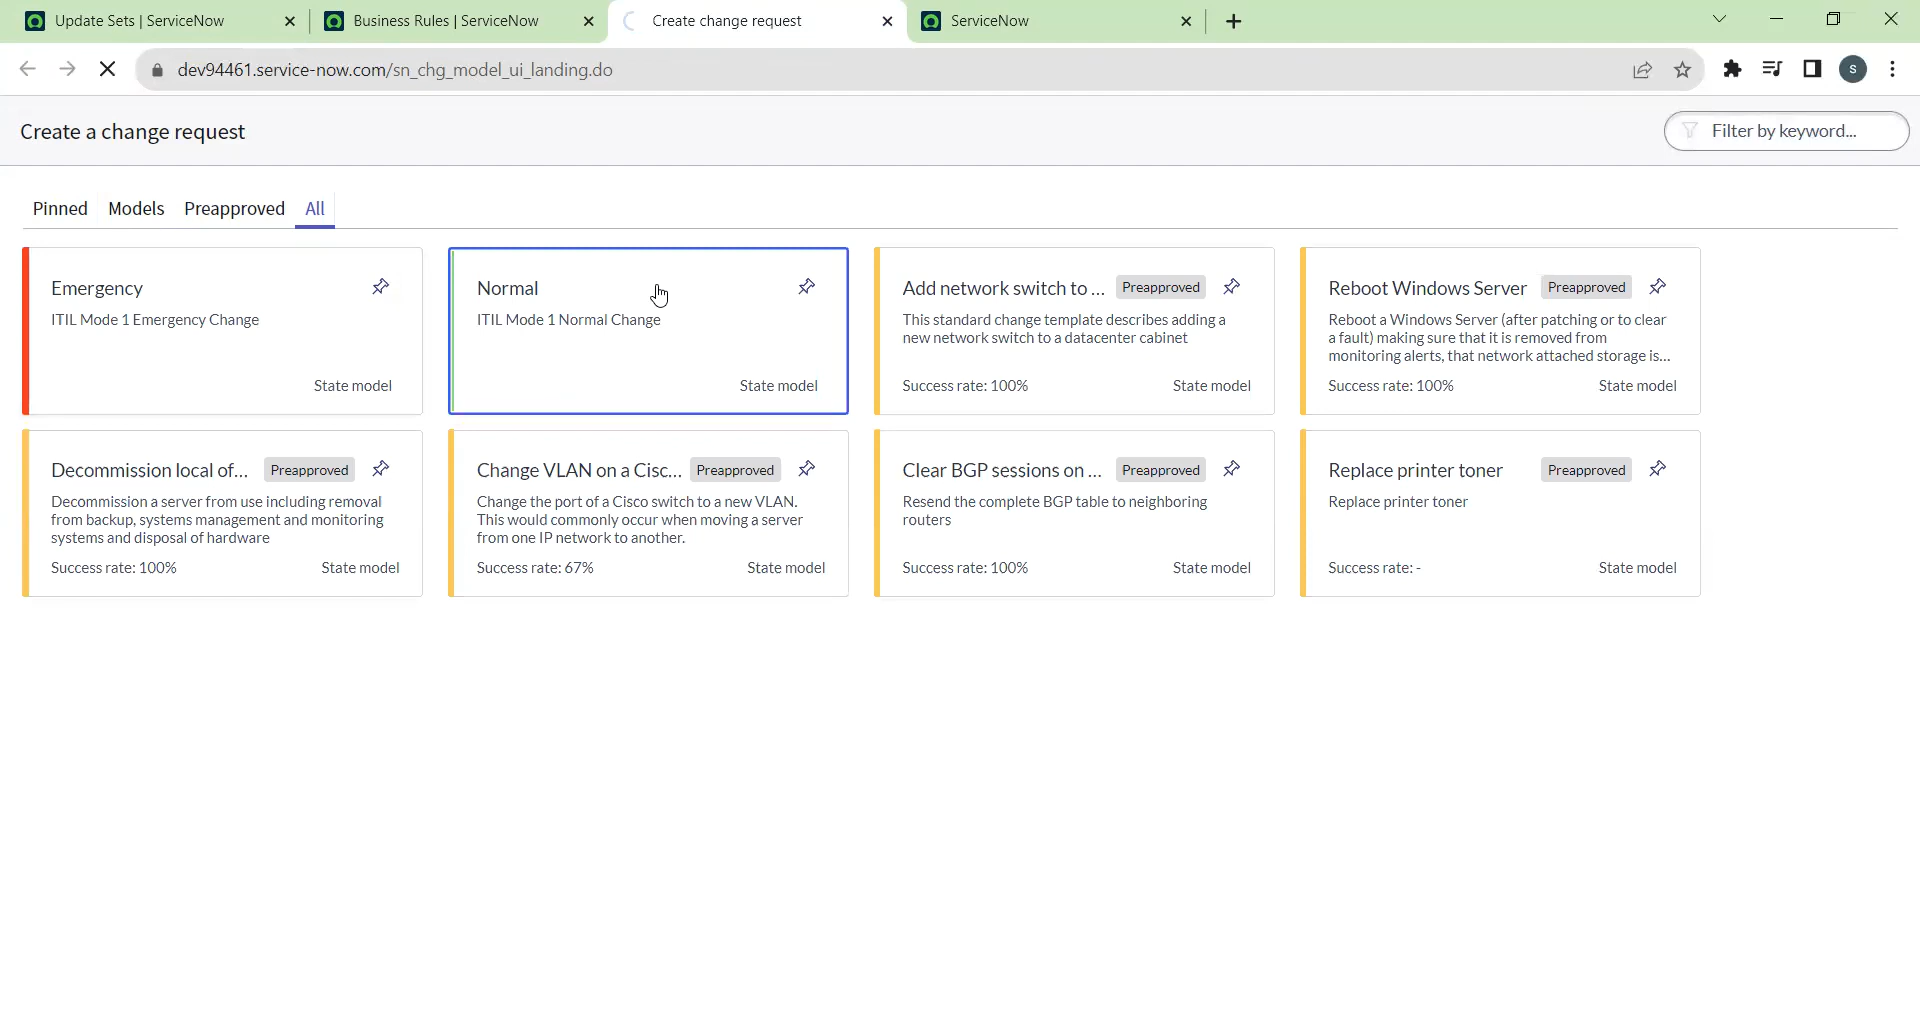 Update Sets | ServiceNow
Business Rules | ServiceNow
Create change request
ServiceNow
dev94461.service-now.com/sn_chg_model_ui_landing.do
S
Create a change request
Filter by keyword...
Pinned
Models
Preapproved
All
Emergency
ITIL Mode 1 Emergency Change
State model
Normal
ITIL Mode 1 Normal Change
State model
Add network switch to ...
Preapproved
This standard change template describes adding a
new network switch to a datacenter cabinet
Success rate: 100%
State model
Reboot Windows Server
Preapproved
Reboot a Windows Server (after patching or to clear
a fault) making sure that it is removed from
monitoring alerts, that network attached storage is...
Success rate: 100%
State model
Decommission local of...
Preapproved
Decommission a server from use including removal
from backup, systems management and monitoring
systems and disposal of hardware
Success rate: 100%
State model
Change VLAN on a Cisc...
Preapproved
Change the port of a Cisco switch to a new VLAN.
This would commonly occur when moving a server
from one IP network to another.
Success rate: 67%
State model
Clear BGP sessions on ...
Preapproved
Resend the complete BGP table to neighboring
routers
Success rate: 100%
State model
Replace printer toner
Preapproved
Replace printer toner
Success rate: -
State model